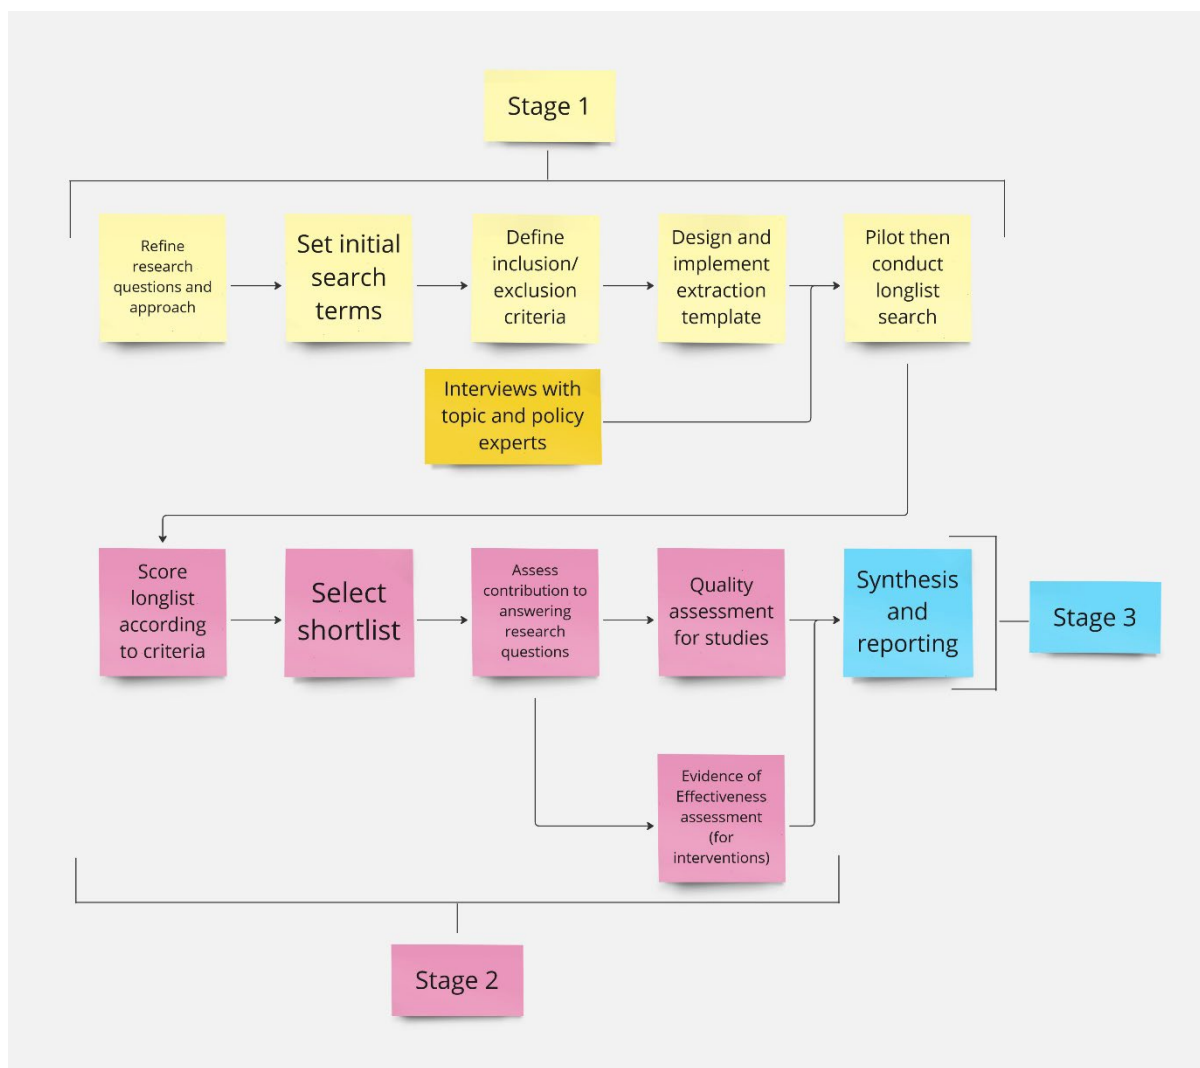 Stage 1
Refine
research
questions and
approach
Set initial
search
terms
Define
inclusion/
exclusion
criteria
Design and
implement
extraction
template
Pilot then
conduct
longlist
search
Interviews with
topic and policy
experts
Score
longlist
according
to criteria
Select
shortlist
Assess
contribution to
answering
research
questions
Quality
assessment
for studies
Synthesis
and
reporting
Stage 3
Evidence of
Effectiveness
assessment
(for
interventions)
Stage 2